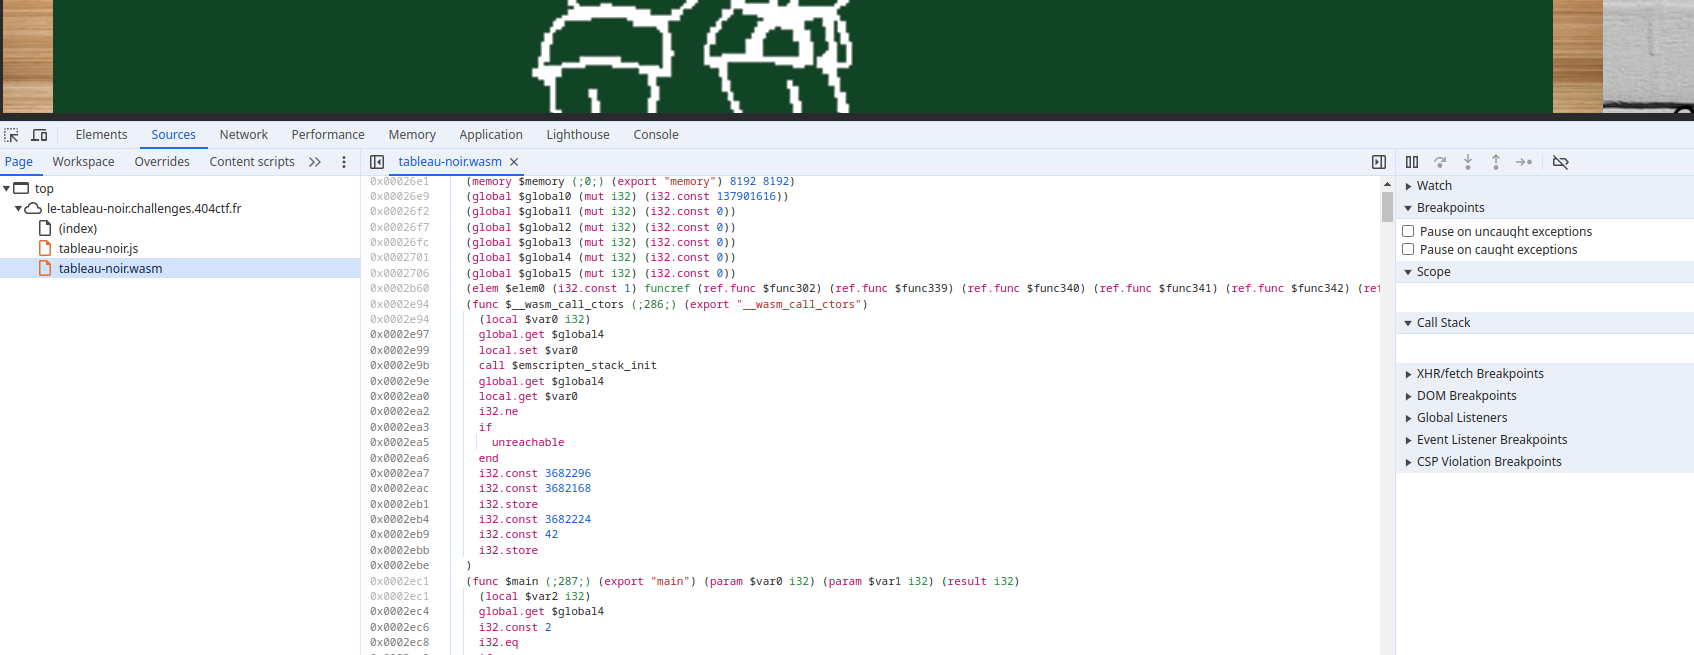 Elements Sources Network Performance Memory Application Lighthouse Console
Page Workspace Overrides Content scripts
tableau-noir.wasm
top
le-tableau-noir.challenges.404ctf.fr
(index)
tableau-noir.js
tableau-noir.wasm
0x00026e1 (memory $memory (;0;) (export "memory") 8192 8192)
0x00026e9 (global $global0 (mut i32) (i32.const 137901616))
0x00026f2 (global $global1 (mut i32) (i32.const 0))
0x00026f7 (global $global2 (mut i32) (i32.const 0))
0x00026fc (global $global3 (mut i32) (i32.const 0))
0x0002701 (global $global4 (mut i32) (i32.const 0))
0x0002706 (global $global5 (mut i32) (i32.const 0))
0x0002b60 (elem $elem0 (i32.const 1) funcref (ref.func $func302) (ref.func $func339) (ref.func $func340) (ref.func $func341) (ref.func $func342) (ref
0x0002e94 (func $__wasm_call_ctors (;286;) (export "__wasm_call_ctors")
0x0002e94 (local $var0 i32)
0x0002e97 global.get $global4
0x0002e99 local.set $var0
0x0002e9b call $emscripten_stack_init
0x0002e9e global.get $global4
0x0002ea0 local.get $var0
0x0002ea2 i32.ne
0x0002ea3 if
0x0002ea5 unreachable
0x0002ea6 end
0x0002ea7 i32.const 3682296
0x0002eac i32.const 3682168
0x0002eb1 i32.store
0x0002eb4 i32.const 3682224
0x0002eb9 i32.const 42
0x0002ebb i32.store
0x0002ebe )
0x0002ec1 (func $main (;287;) (export "main") (param $var0 i32) (param $var1 i32) (result i32)
0x0002ec1 (local $var2 i32)
0x0002ec4 global.get $global4
0x0002ec6 i32.const 2
0x0002ec8 i32.eq
Watch
Breakpoints
Pause on uncaught exceptions
Pause on caught exceptions
Scope
Call Stack
XHR/fetch Breakpoints
DOM Breakpoints
Global Listeners
Event Listener Breakpoints
CSP Violation Breakpoints